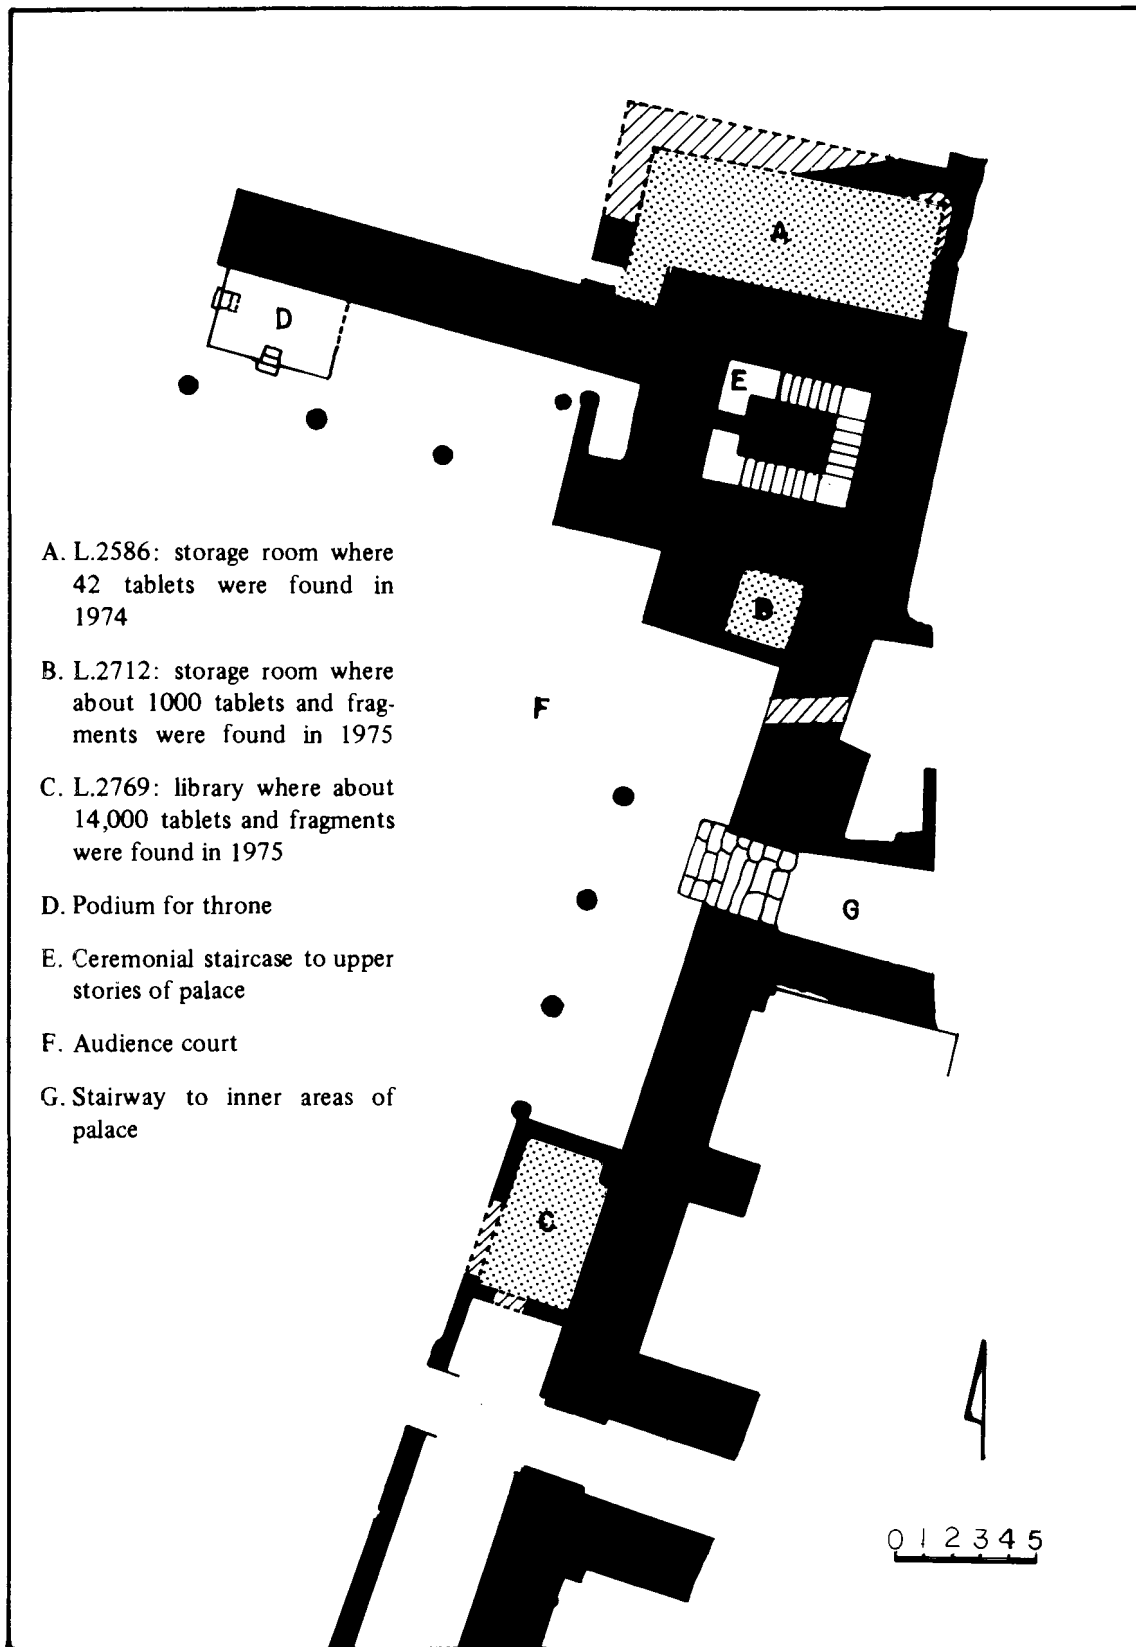 A
D
E
A. L.2586: storage room where
42 tablets were found in
1974
B
B. L.2712: storage room where
about 1000 tablets and frag-
ments were found in 1975
F
C. L.2769: library where about
14,000 tablets and fragments
were found in 1975
D. Podium for throne
G
E. Ceremonial staircase to upper
stories of palace
F. Audience court
G. Stairway to inner areas of
palace
C
0 1 2 3 4 5